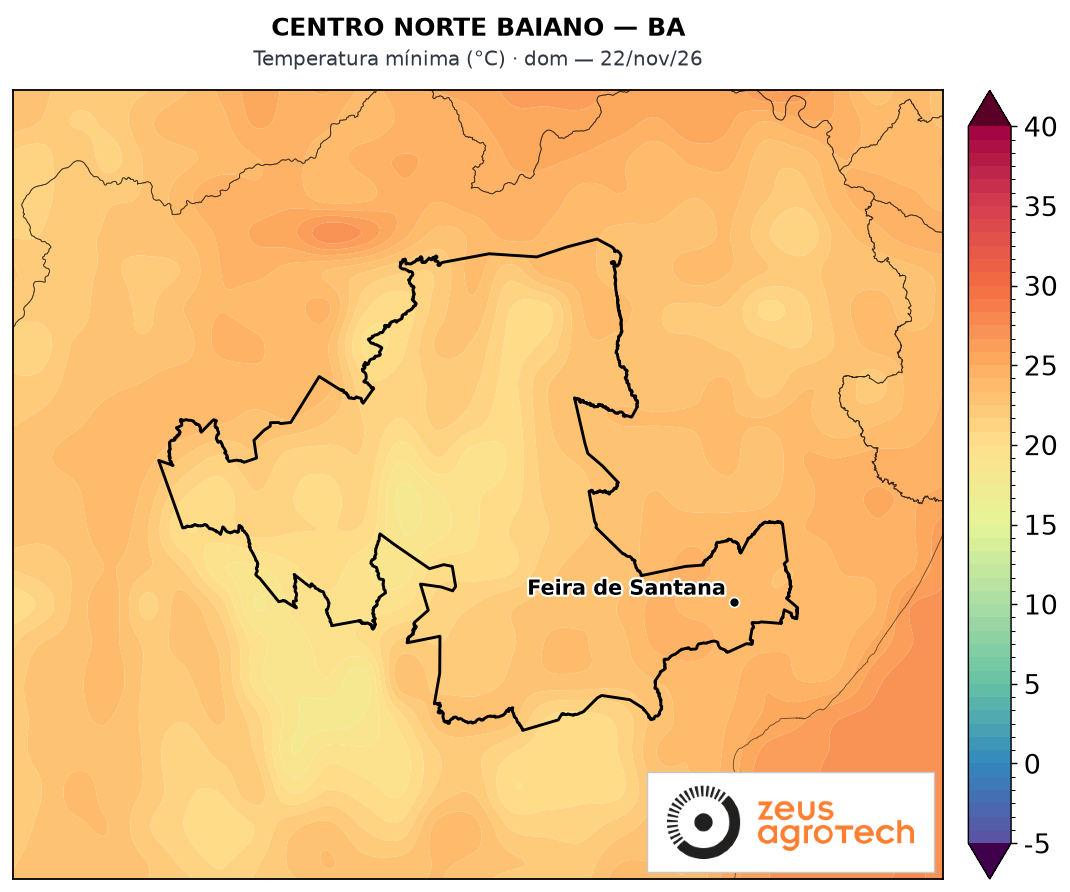 CENTRO NORTE BAIANO — BA
Temperatura mínima (°C) · dom — 22/nov/26
40
35
30
25
20
15
10
5
0
-5
Feira de Santana
zeus
agrotech